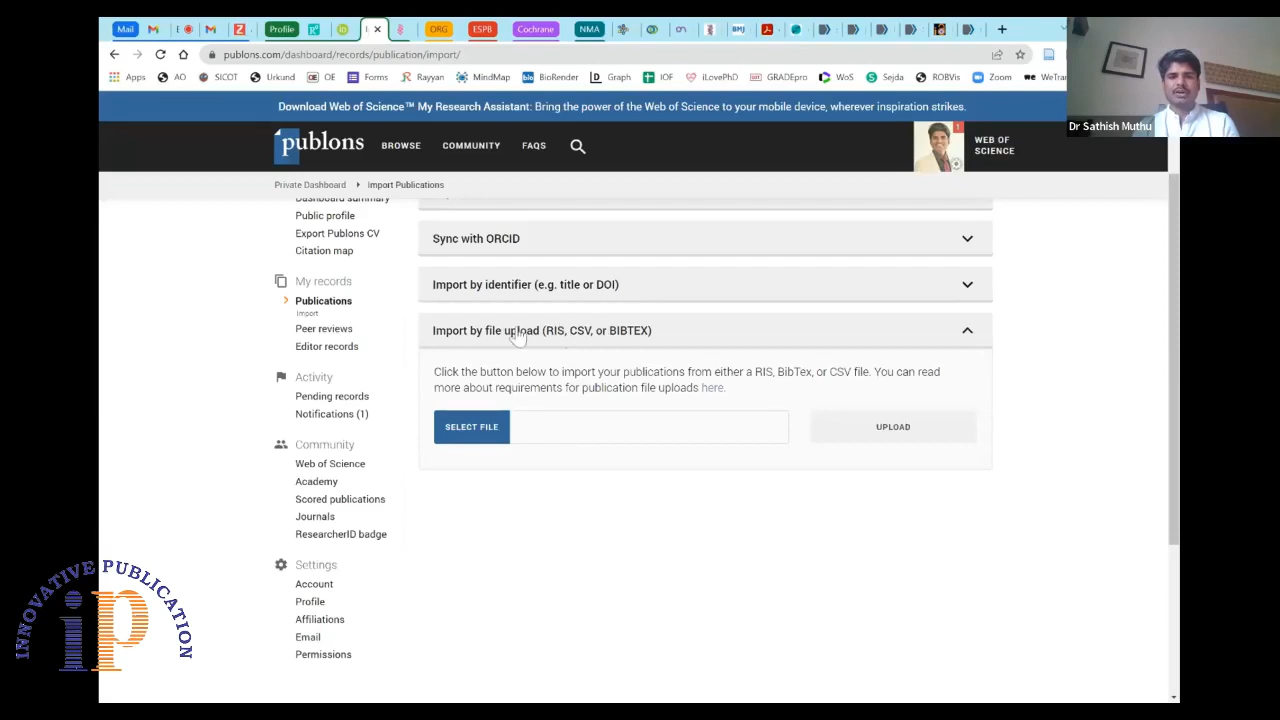 Mail
Z
Profile
ORG
ESPB
Cochrane
NMA
BMJ
publons.com/dashboard/records/publication/import/
Apps
AO
SICOT
Urkund
OE
Forms
Rayyan
MindMap
BioRender
Graph
IOF
iLovePhD
GRADEpro
WoS
Sejda
ROBVis
Zoom
WeTra
Dr Sathish Muthu
Download Web of Science™ My Research Assistant: Bring the power of the Web of Science to your mobile device, wherever inspiration strikes.
publons
BROWSE
COMMUNITY
FAQS
1
WEB OF
SCIENCE
Private Dashboard
Import Publications
Dashboard summary
Public profile
Export Publons CV
Citation map
My records
Publications
Import
Peer reviews
Editor records
Activity
Pending records
Notifications (1)
Community
Web of Science
Academy
Scored publications
Journals
ResearcherID badge
Settings
Account
Profile
Affiliations
Email
Permissions
Sync with ORCID
Import by identifier (e.g. title or DOI)
Import by file upload (RIS, CSV, or BIBTEX)
Click the button below to import your publications from either a RIS, BibTex, or CSV file. You can read
more about requirements for publication file uploads here.
SELECT FILE
UPLOAD
INNOVATIVE PUBLICATION
ip